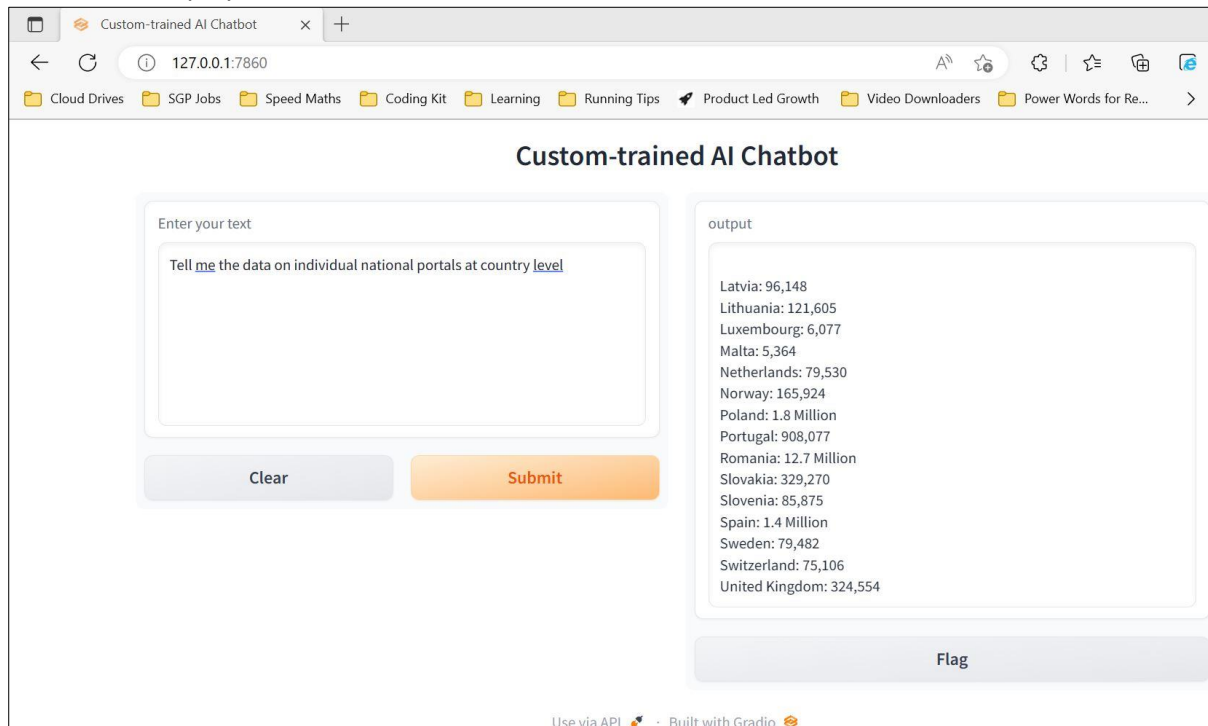 Custom-trained AI Chatbot
127.0.0.1:7860
Cloud Drives SGP Jobs Speed Maths Coding Kit Learning Running Tips Product Led Growth Video Downloaders Power Words for Re...
Custom-trained AI Chatbot
Enter your text
Tell me the data on individual national portals at country level
Clear Submit
output
Latvia: 96,148
Lithuania: 121,605
Luxembourg: 6,077
Malta: 5,364
Netherlands: 79,530
Norway: 165,924
Poland: 1.8 Million
Portugal: 908,077
Romania: 12.7 Million
Slovakia: 329,270
Slovenia: 85,875
Spain: 1.4 Million
Sweden: 79,482
Switzerland: 75,106
United Kingdom: 324,554
Flag
Use via API · Built with Gradio